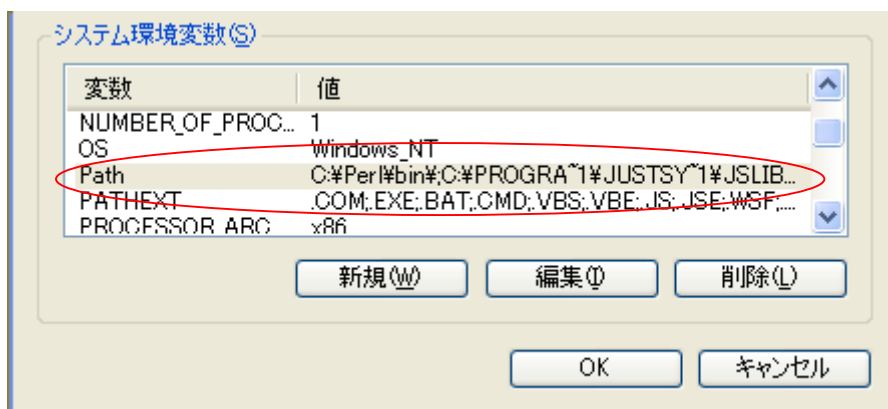 システム環境変数(S)
変数 値
NUMBER_OF_PROC... 1
OS Windows_NT
Path C:¥Perl¥bin¥;C:¥PROGRA~1¥JUSTSY~1¥JSLIB...
PATHEXT .COM;.EXE;.BAT;.CMD;.VBS;.VBE;.JS;.JSE;.WSF;....
PROCESSOR_ARC... x86
新規(W) 編集(I) 削除(L)
OK キャンセル